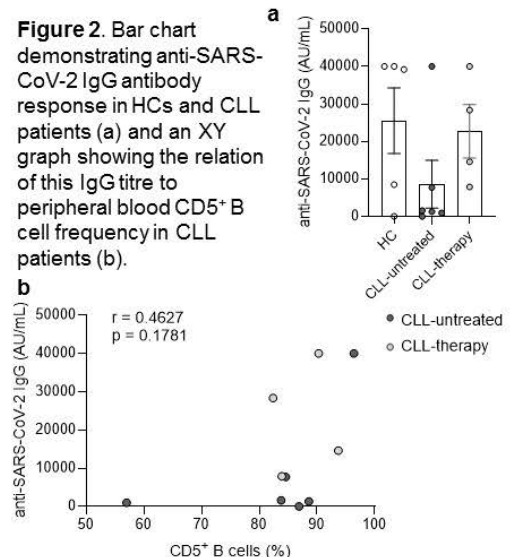 Figure 2. Bar chart
demonstrating anti-SARS-
CoV-2 IgG antibody
response in HCs and CLL
patients (a) and an XY
graph showing the relation
of this IgG titre to
peripheral blood CD5⁺ B
cell frequency in CLL
patients (b).
a
anti-SARS-CoV-2 IgG (AU/mL)
50000
40000
30000
20000
10000
0
HC
CLL-untreated
CLL-therapy
b
anti-SARS-CoV-2 IgG (AU/mL)
50000
40000
30000
20000
10000
0
r = 0.4627
p = 0.1781
CLL-untreated
CLL-therapy
50 60 70 80 90 100
CD5⁺ B cells (%)